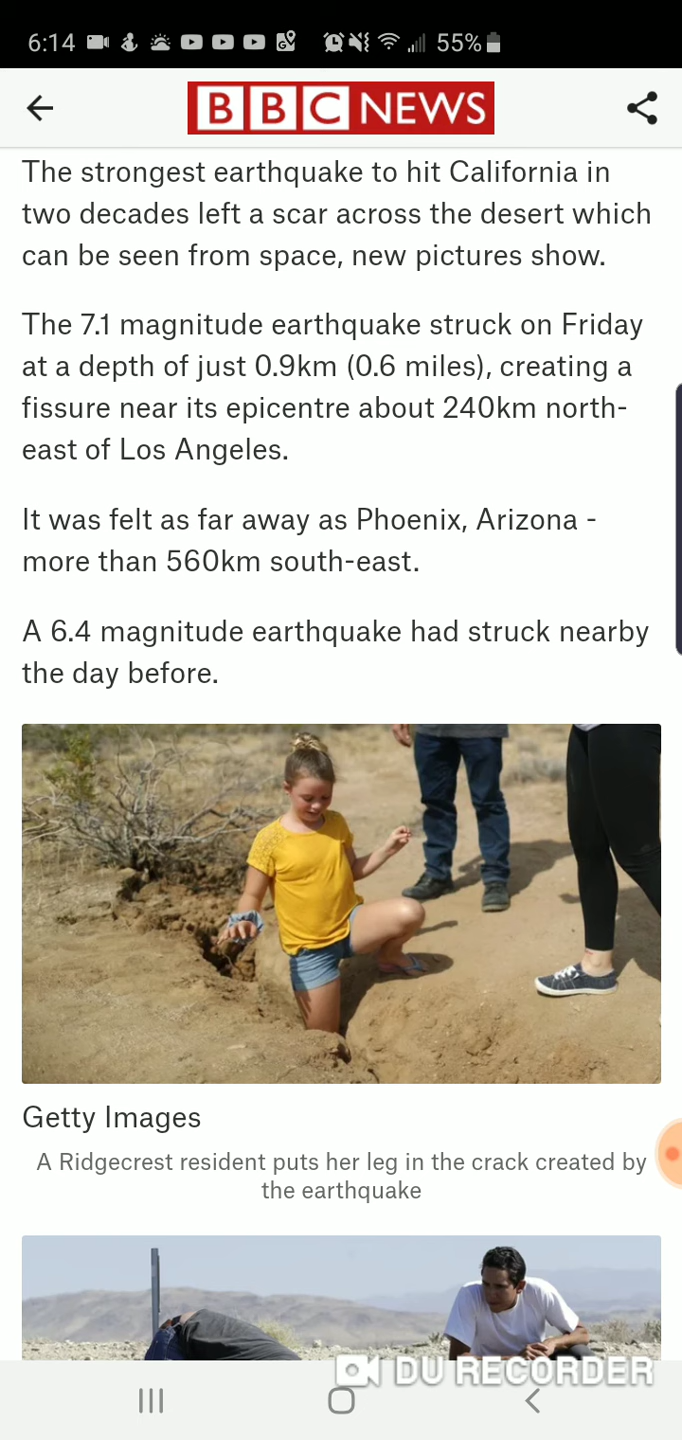 6:14
55%
BBC NEWS
The strongest earthquake to hit California in
two decades left a scar across the desert which
can be seen from space, new pictures show.
The 7.1 magnitude earthquake struck on Friday
at a depth of just 0.9km (0.6 miles), creating a
fissure near its epicentre about 240km north-
east of Los Angeles.
It was felt as far away as Phoenix, Arizona -
more than 560km south-east.
A 6.4 magnitude earthquake had struck nearby
the day before.
Getty Images
A Ridgecrest resident puts her leg in the crack created by
the earthquake
DU RECORDER